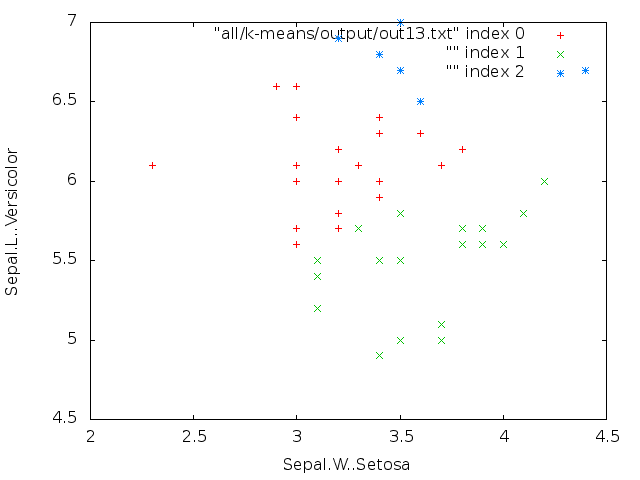 7
"all/k-means/output/out13.txt" index 0
"" index 1
"" index 2
6.5
6
5.5
5
4.5
Sepal.L..Versicolor
2
2.5
3
3.5
4
4.5
Sepal.W..Setosa